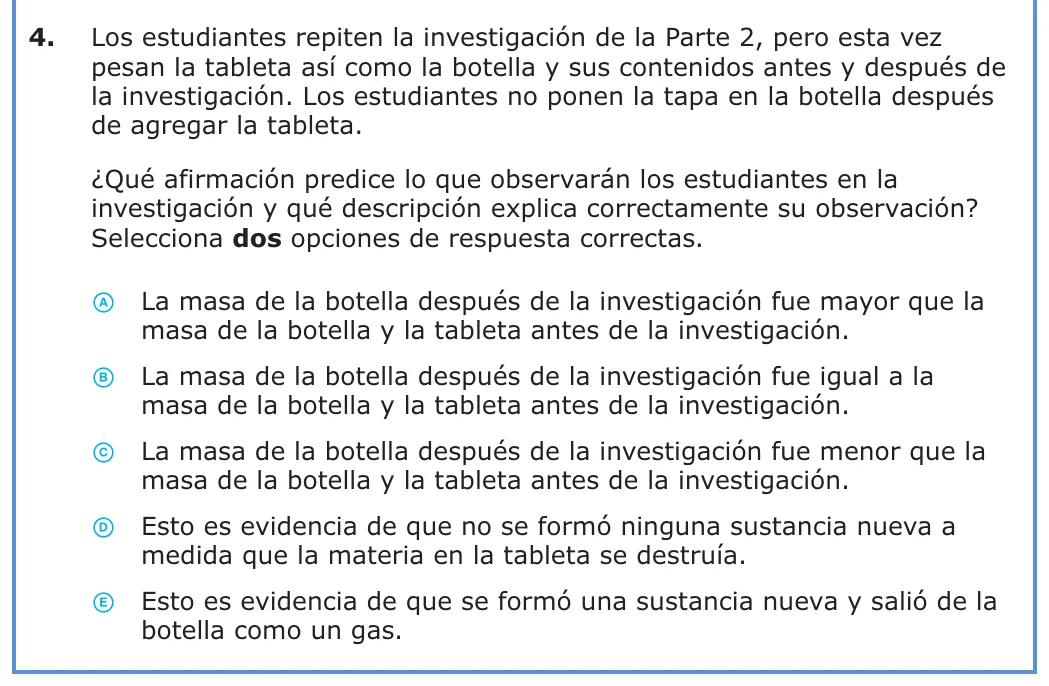 4. Los estudiantes repiten la investigación de la Parte 2, pero esta vez
pesan la tableta así como la botella y sus contenidos antes y después de
la investigación. Los estudiantes no ponen la tapa en la botella después
de agregar la tableta.
¿Qué afirmación predice lo que observarán los estudiantes en la
investigación y qué descripción explica correctamente su observación?
Selecciona dos opciones de respuesta correctas.
A La masa de la botella después de la investigación fue mayor que la
masa de la botella y la tableta antes de la investigación.
B La masa de la botella después de la investigación fue igual a la
masa de la botella y la tableta antes de la investigación.
C La masa de la botella después de la investigación fue menor que la
masa de la botella y la tableta antes de la investigación.
D Esto es evidencia de que no se formó ninguna sustancia nueva a
medida que la materia en la tableta se destruía.
E Esto es evidencia de que se formó una sustancia nueva y salió de la
botella como un gas.